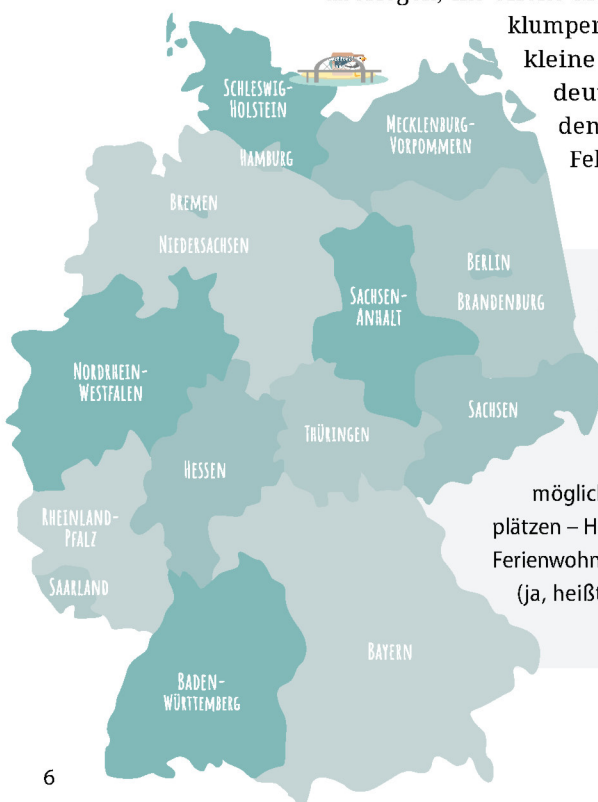 klumpen
kleine
deut
den
Fel
SCHLESWIG-
HOLSTEIN
MECKLENBURG-
VORPOMMERN
HAMBURG
BREMEN
NIEDERSACHSEN
BERLIN
BRANDENBURG
SACHSEN-
ANHALT
NORDRHEIN-
WESTFALEN
SACHSEN
THÜRINGEN
HESSEN
möglich
plätzen – H
Ferienwohn
(ja, heißt
RHEINLAND-
PFALZ
SAARLAND
BAYERN
BADEN-
WÜRTTEMBERG
6